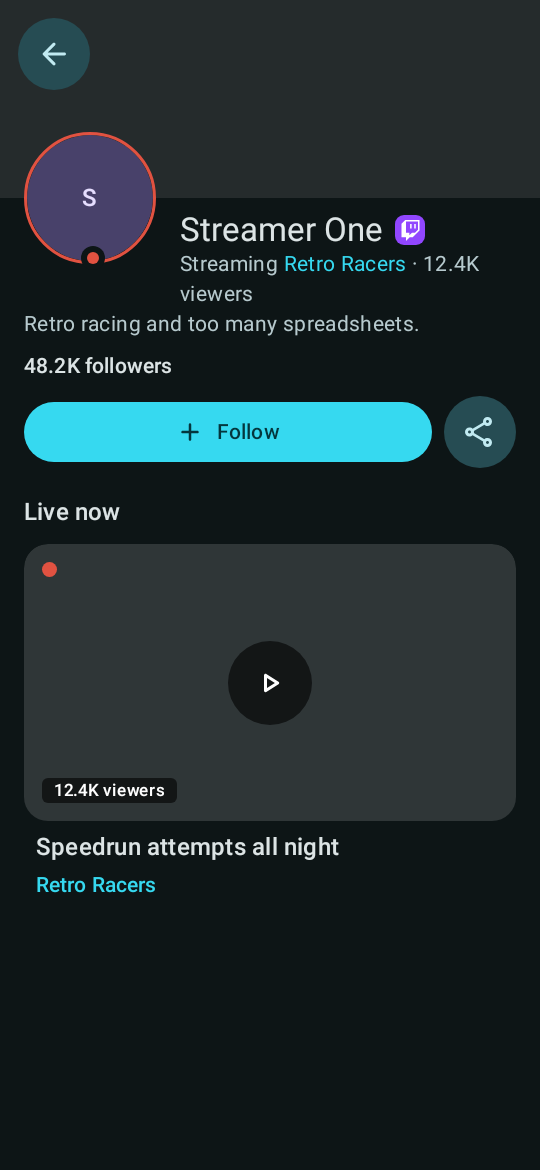 S
Streamer One
Streaming Retro Racers · 12.4K
viewers
Retro racing and too many spreadsheets.
48.2K followers
Follow
Live now
12.4K viewers
Speedrun attempts all night
Retro Racers